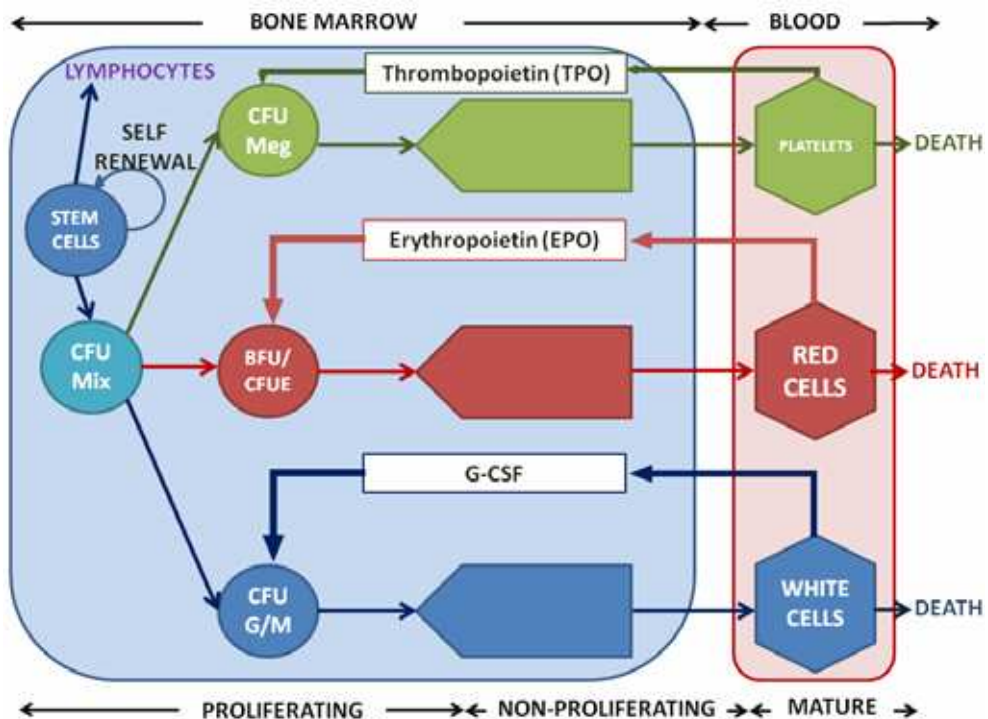 BONE MARROW
BLOOD
LYMPHOCYTES
Thrombopoietin (TPO)
CFU
Meg
SELF
RENEWAL
PLATELETS
DEATH
STEM
CELLS
Erythropoietin (EPO)
CFU
Mix
BFU/
CFUE
RED
CELLS
DEATH
G-CSF
CFU
G/M
WHITE
CELLS
DEATH
PROLIFERATING
NON-PROLIFERATING
MATURE